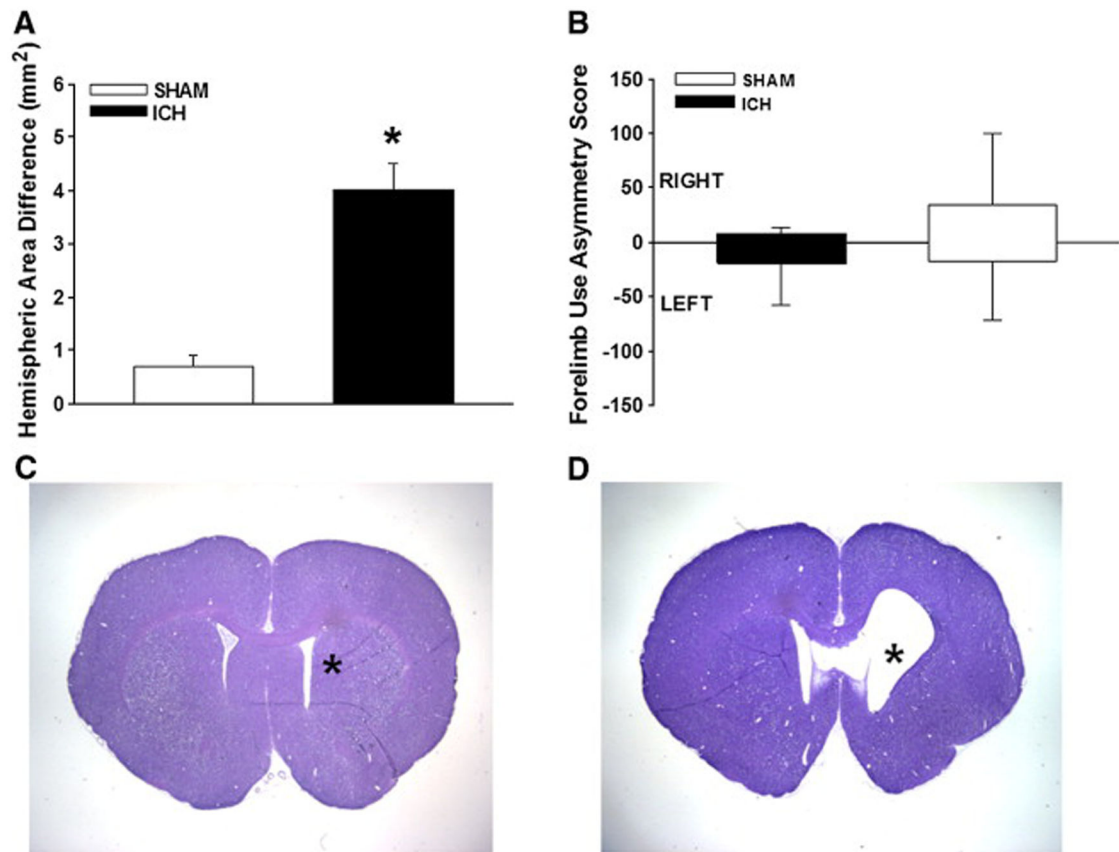 A
Hemispheric Area Difference (mm²)
6
5
4
3
2
1
0
SHAM
ICH
*
B
Forelimb Use Asymmetry Score
150
100
50
0
-50
-100
-150
SHAM
ICH
RIGHT
LEFT
C
*
D
*